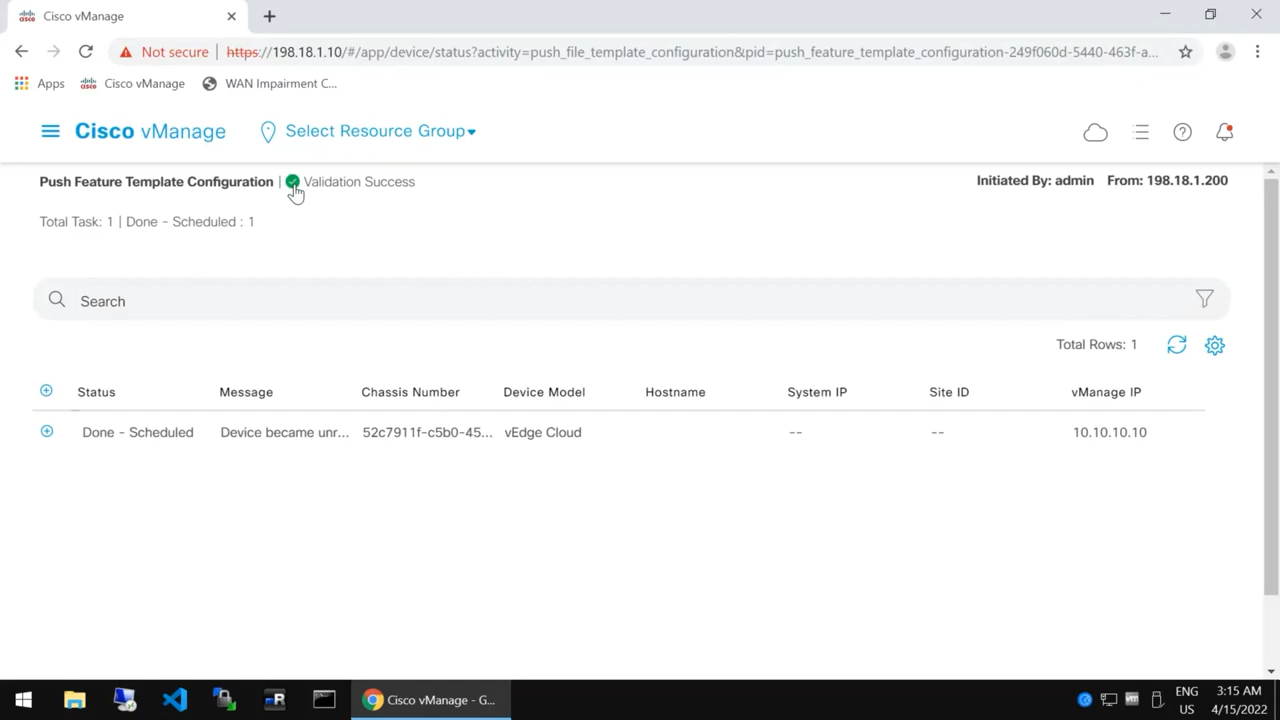 Cisco vManage
Not secure | https://198.18.1.10/#/app/device/status?activity=push_file_template_configuration&pid=push_feature_template_configuration-249f060d-5440-463f-a...
Apps Cisco vManage WAN Impairment C...
Cisco vManage Select Resource Group
Push Feature Template Configuration | Validation Success Initiated By: admin From: 198.18.1.200
Total Task: 1 | Done - Scheduled : 1
Search
Total Rows: 1
Status Message Chassis Number Device Model Hostname System IP Site ID vManage IP
Done - Scheduled Device became unr... 52c7911f-c5b0-45... vEdge Cloud -- -- 10.10.10.10
Cisco vManage - G...
ENG 3:15 AM
US 4/15/2022